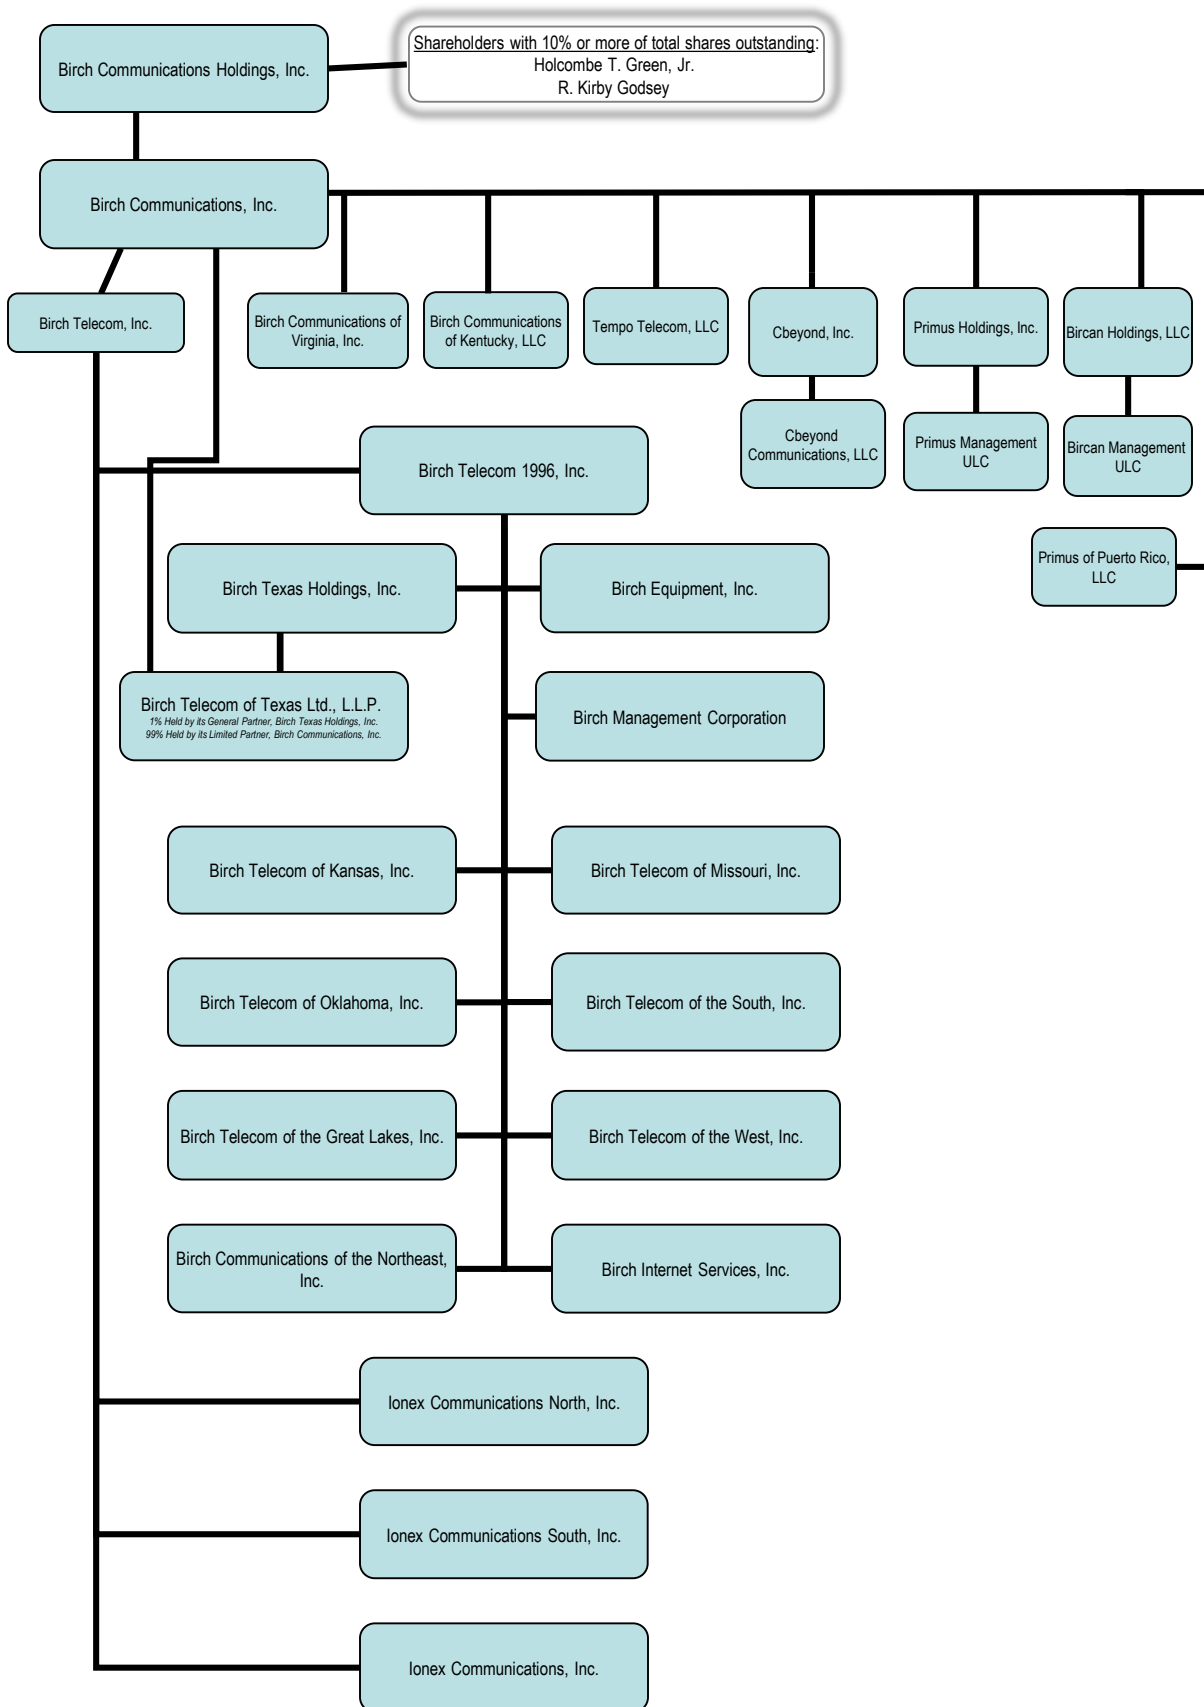 Birch Communications Holdings, Inc.
Shareholders with 10% or more of total shares outstanding:
Holcombe T. Green, Jr.
R. Kirby Godsey
Birch Communications, Inc.
Birch Telecom, Inc.
Birch Communications of
Virginia, Inc.
Birch Communications
of Kentucky, LLC
Tempo Telecom, LLC
Cbeyond, Inc.
Primus Holdings, Inc.
Bircan Holdings, LLC
Cbeyond
Communications, LLC
Primus Management
ULC
Bircan Management
ULC
Birch Telecom 1996, Inc.
Primus of Puerto Rico,
LLC
Birch Texas Holdings, Inc.
Birch Equipment, Inc.
Birch Telecom of Texas Ltd., L.L.P.
1% Held by its General Partner, Birch Texas Holdings, Inc.
99% Held by its Limited Partner, Birch Communications, Inc.
Birch Management Corporation
Birch Telecom of Kansas, Inc.
Birch Telecom of Missouri, Inc.
Birch Telecom of Oklahoma, Inc.
Birch Telecom of the South, Inc.
Birch Telecom of the Great Lakes, Inc.
Birch Telecom of the West, Inc.
Birch Communications of the Northeast,
Inc.
Birch Internet Services, Inc.
Ionex Communications North, Inc.
Ionex Communications South, Inc.
Ionex Communications, Inc.